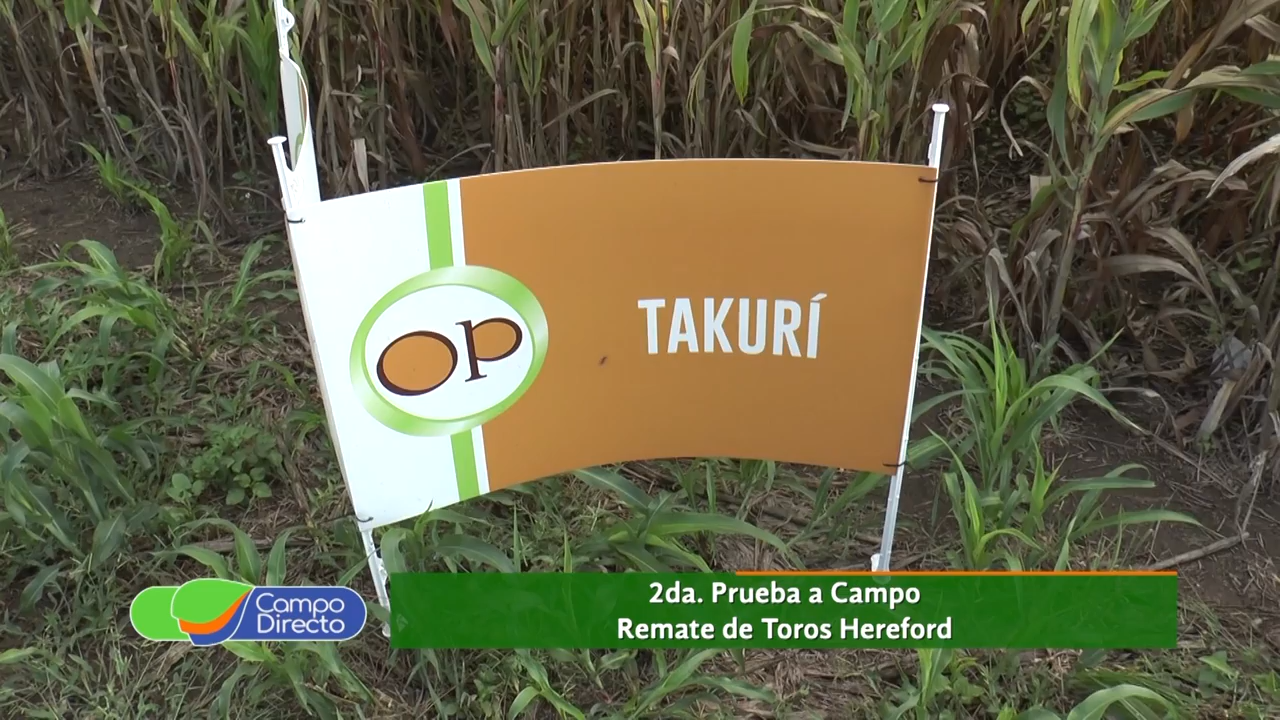 op
TAKURÍ
Campo
Directo
2da. Prueba a Campo
Remate de Toros Hereford